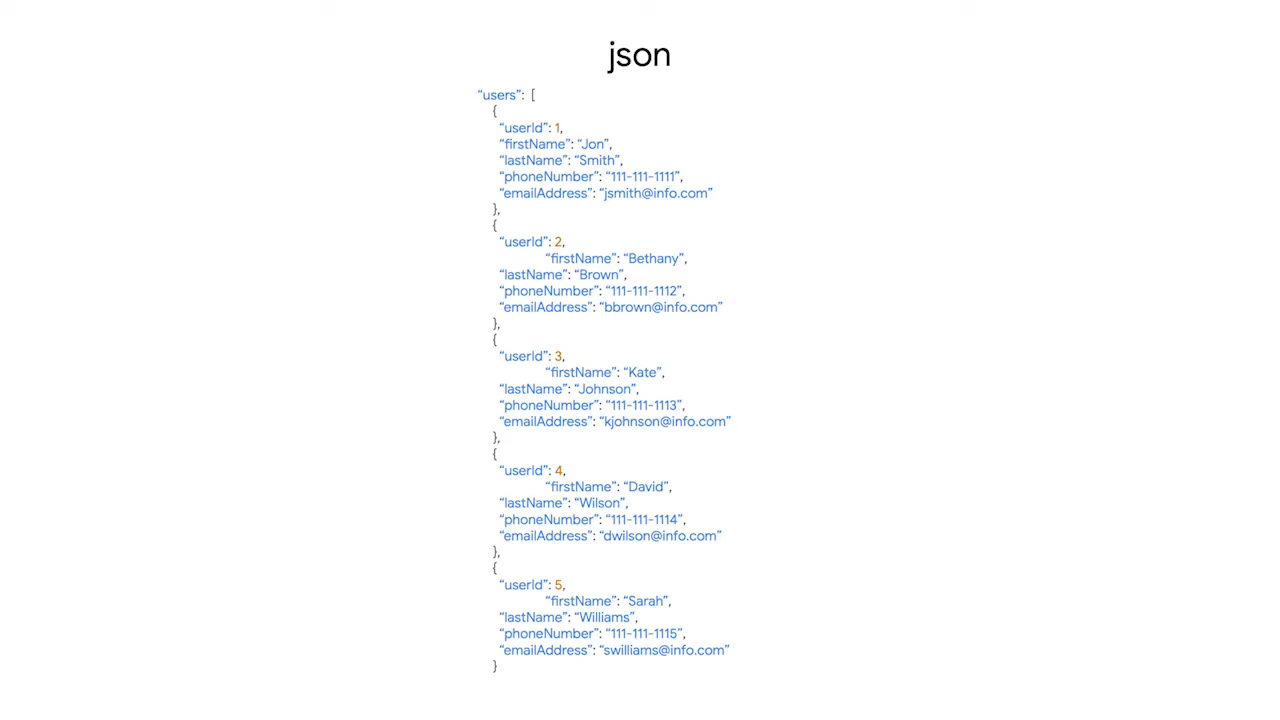 json
“users”: [
{
“userId”: 1,
“firstName”: “Jon”,
“lastName”: “Smith”,
“phoneNumber”: “111-111-1111”,
“emailAddress”: “jsmith@info.com”
},
{
“userId”: 2,
“firstName”: “Bethany”,
“lastName”: “Brown”,
“phoneNumber”: “111-111-1112”,
“emailAddress”: “bbrown@info.com”
},
{
“userId”: 3,
“firstName”: “Kate”,
“lastName”: “Johnson”,
“phoneNumber”: “111-111-1113”,
“emailAddress”: “kjohnson@info.com”
},
{
“userId”: 4,
“firstName”: “David”,
“lastName”: “Wilson”,
“phoneNumber”: “111-111-1114”,
“emailAddress”: “dwilson@info.com”
},
{
“userId”: 5,
“firstName”: “Sarah”,
“lastName”: “Williams”,
“phoneNumber”: “111-111-1115”,
“emailAddress”: “swilliams@info.com”
}